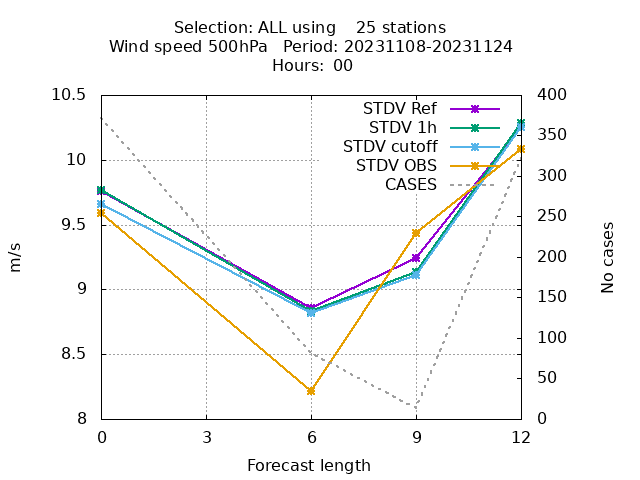 Selection: ALL using    25 stations
Wind speed 500hPa   Period: 20231108-20231124
Hours:  00
10.5
10
9.5
9
8.5
8
m/s
STDV Ref
STDV 1h
STDV cutoff
STDV OBS
CASES
400
350
300
250
200
150
100
50
0
No cases
0 3 6 9 12
Forecast length